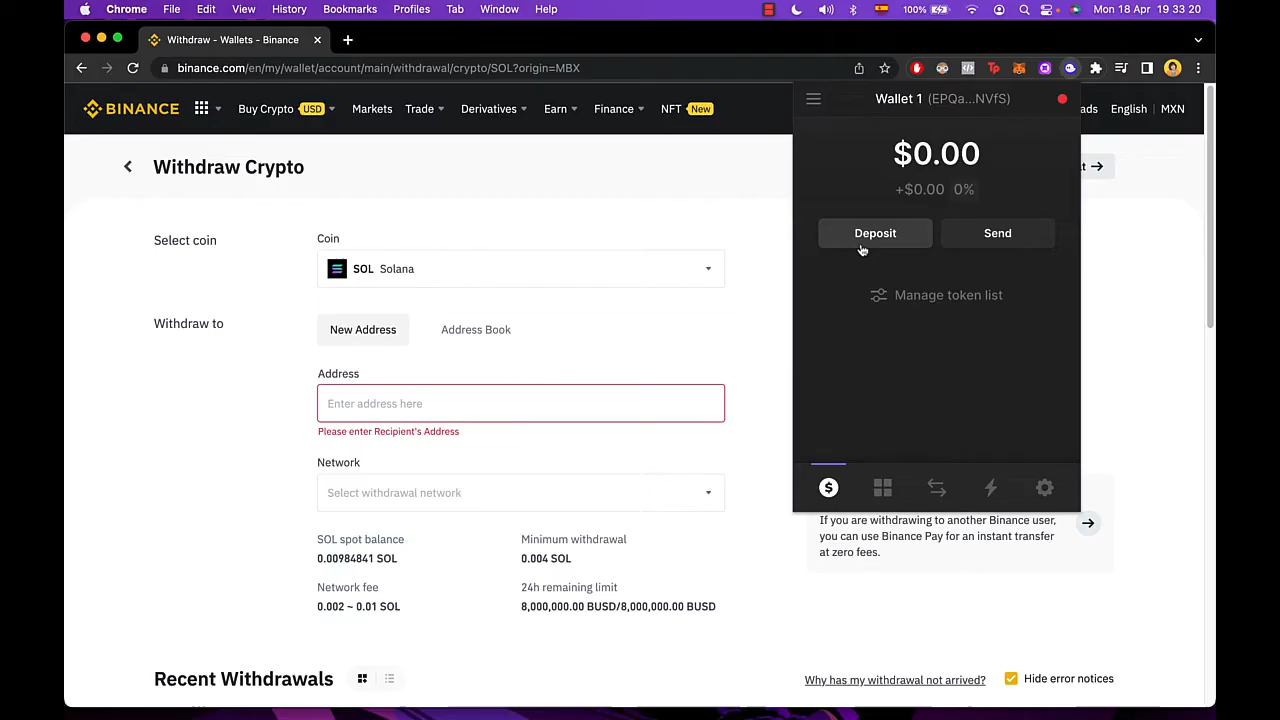 Chrome File Edit View History Bookmarks Profiles Tab Window Help 100% Mon 18 Apr 19 33 20
Withdraw - Wallets - Binance
binance.com/en/my/wallet/account/main/withdrawal/crypto/SOL?origin=MBX
BINANCE Buy Crypto USD Markets Trade Derivatives Earn Finance NFT New
ads English MXN
Withdraw Crypto
t
Select coin
Coin
SOL Solana
Withdraw to
New Address Address Book
Address
Enter address here
Please enter Recipient's Address
Network
Select withdrawal network
SOL spot balance
0.00984841 SOL
Minimum withdrawal
0.004 SOL
Network fee
0.002 ~ 0.01 SOL
24h remaining limit
8,000,000.00 BUSD/8,000,000.00 BUSD
Wallet 1 (EPQa...NVfS)
$0.00
+$0.00 0%
Deposit Send
Manage token list
If you are withdrawing to another Binance user,
you can use Binance Pay for an instant transfer
at zero fees.
Recent Withdrawals
Why has my withdrawal not arrived? Hide error notices